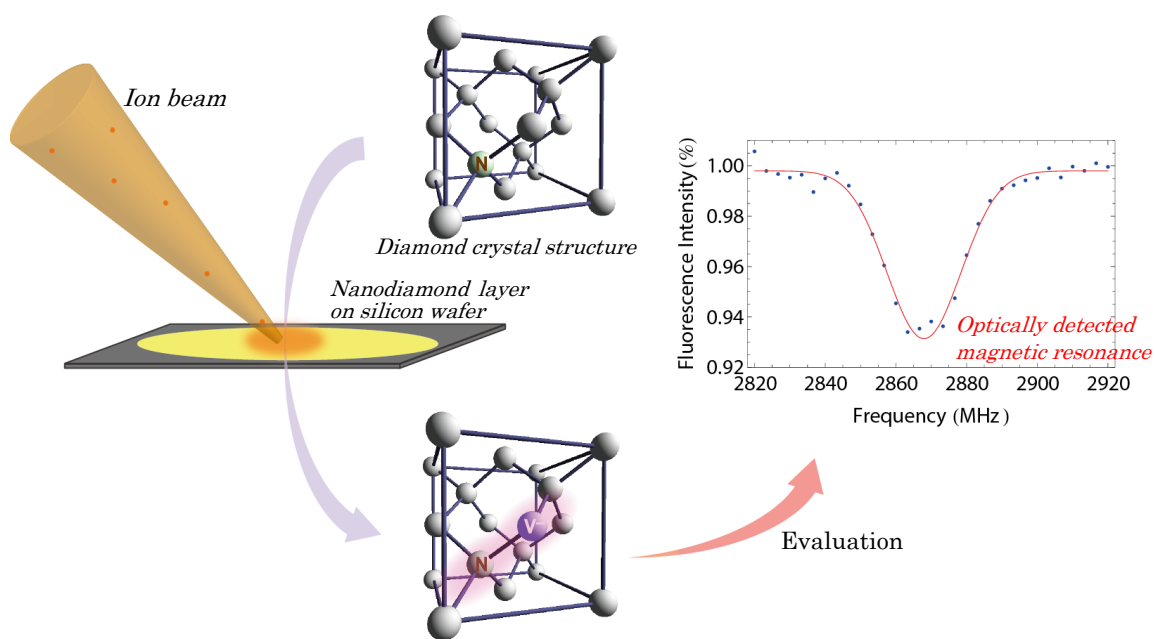 Ion beam
N
Diamond crystal structure
Nanodiamond layer
on silicon wafer
V−
N
Evaluation
Fluorescence Intensity (%)
1.00
0.98
0.96
0.94
0.92
2820 2840 2860 2880 2900 2920
Frequency (MHz)
Optically detected
magnetic resonance